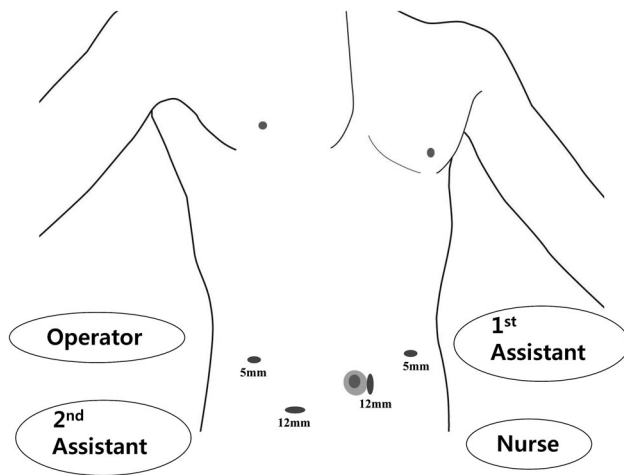 Operator
1st
Assistant
5mm
5mm
12mm
12mm
2nd
Assistant
Nurse